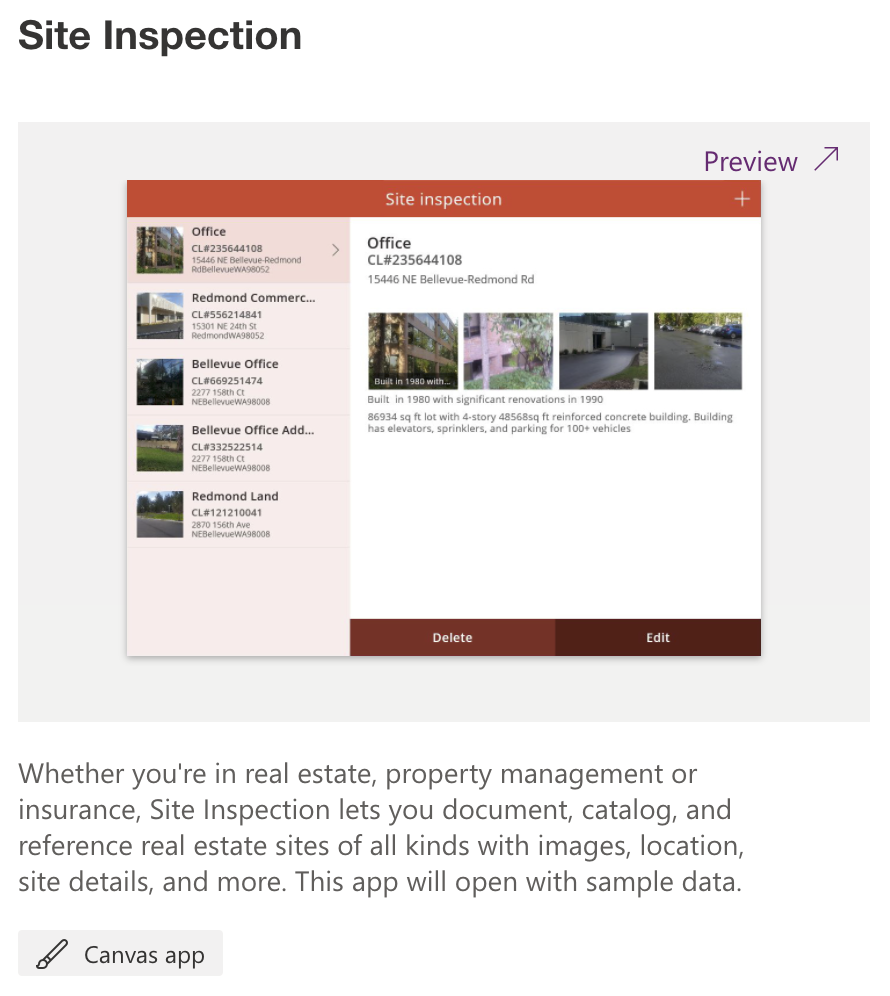 Site Inspection
Preview
Site inspection
Office
CL#235644108
15446 NE Bellevue-Redmond
RdBellevueWA98052
Redmond Commerc...
CL#556214841
15301 NE 24th St
RedmondWA98052
Bellevue Office
CL#669251474
2277 158th Ct
NEBellevueWA98008
Bellevue Office Add...
CL#332522514
2277 158th Ct
NEBellevueWA98008
Redmond Land
CL#121210041
2870 156th Ave
NEBellevueWA98008
Office
CL#235644108
15446 NE Bellevue-Redmond Rd
Built in 1980 with...
Built in 1980 with significant renovations in 1990
86934 sq ft lot with 4-story 48568sq ft reinforced concrete building. Building
has elevators, sprinklers, and parking for 100+ vehicles
Delete
Edit
Whether you're in real estate, property management or
insurance, Site Inspection lets you document, catalog, and
reference real estate sites of all kinds with images, location,
site details, and more. This app will open with sample data.
Canvas app